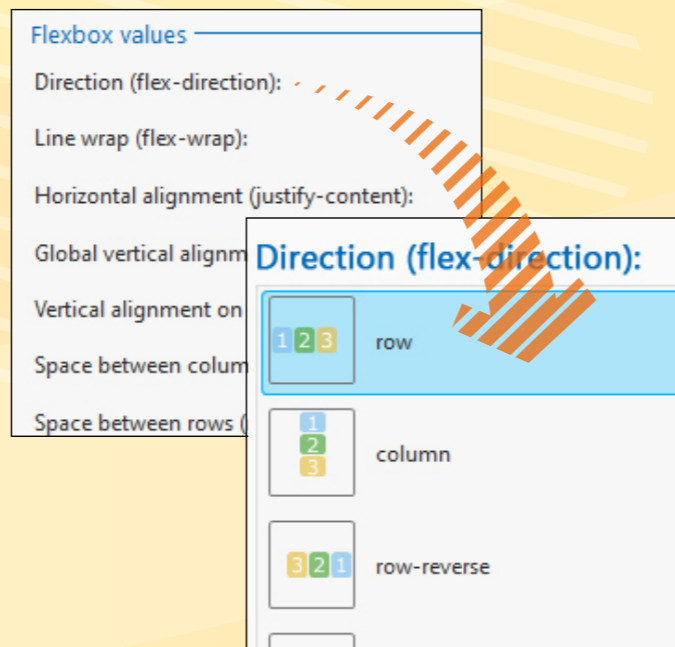 Flexbox values
Direction (flex-direction):
Line wrap (flex-wrap):
Horizontal alignment (justify-content):
Global vertical
Vertical alignment on
Space between
Space between rows (
Direction (flex-direction):
1 2 3
row
1
2
3
column
3 2 1
row-reverse